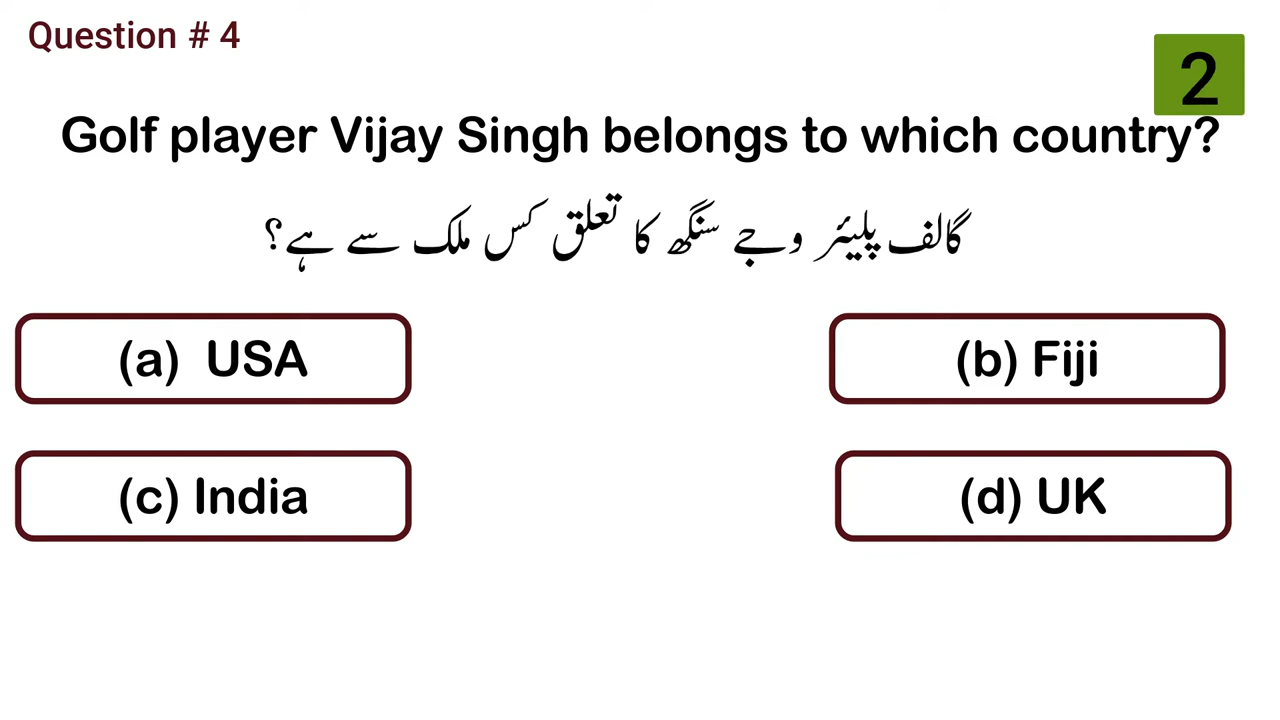 Question # 4
2
Golf player Vijay Singh belongs to which country?
گالف پلیئر وجے سنگھ کا تعلق کس ملک سے ہے؟
(a) USA
(b) Fiji
(c) India
(d) UK